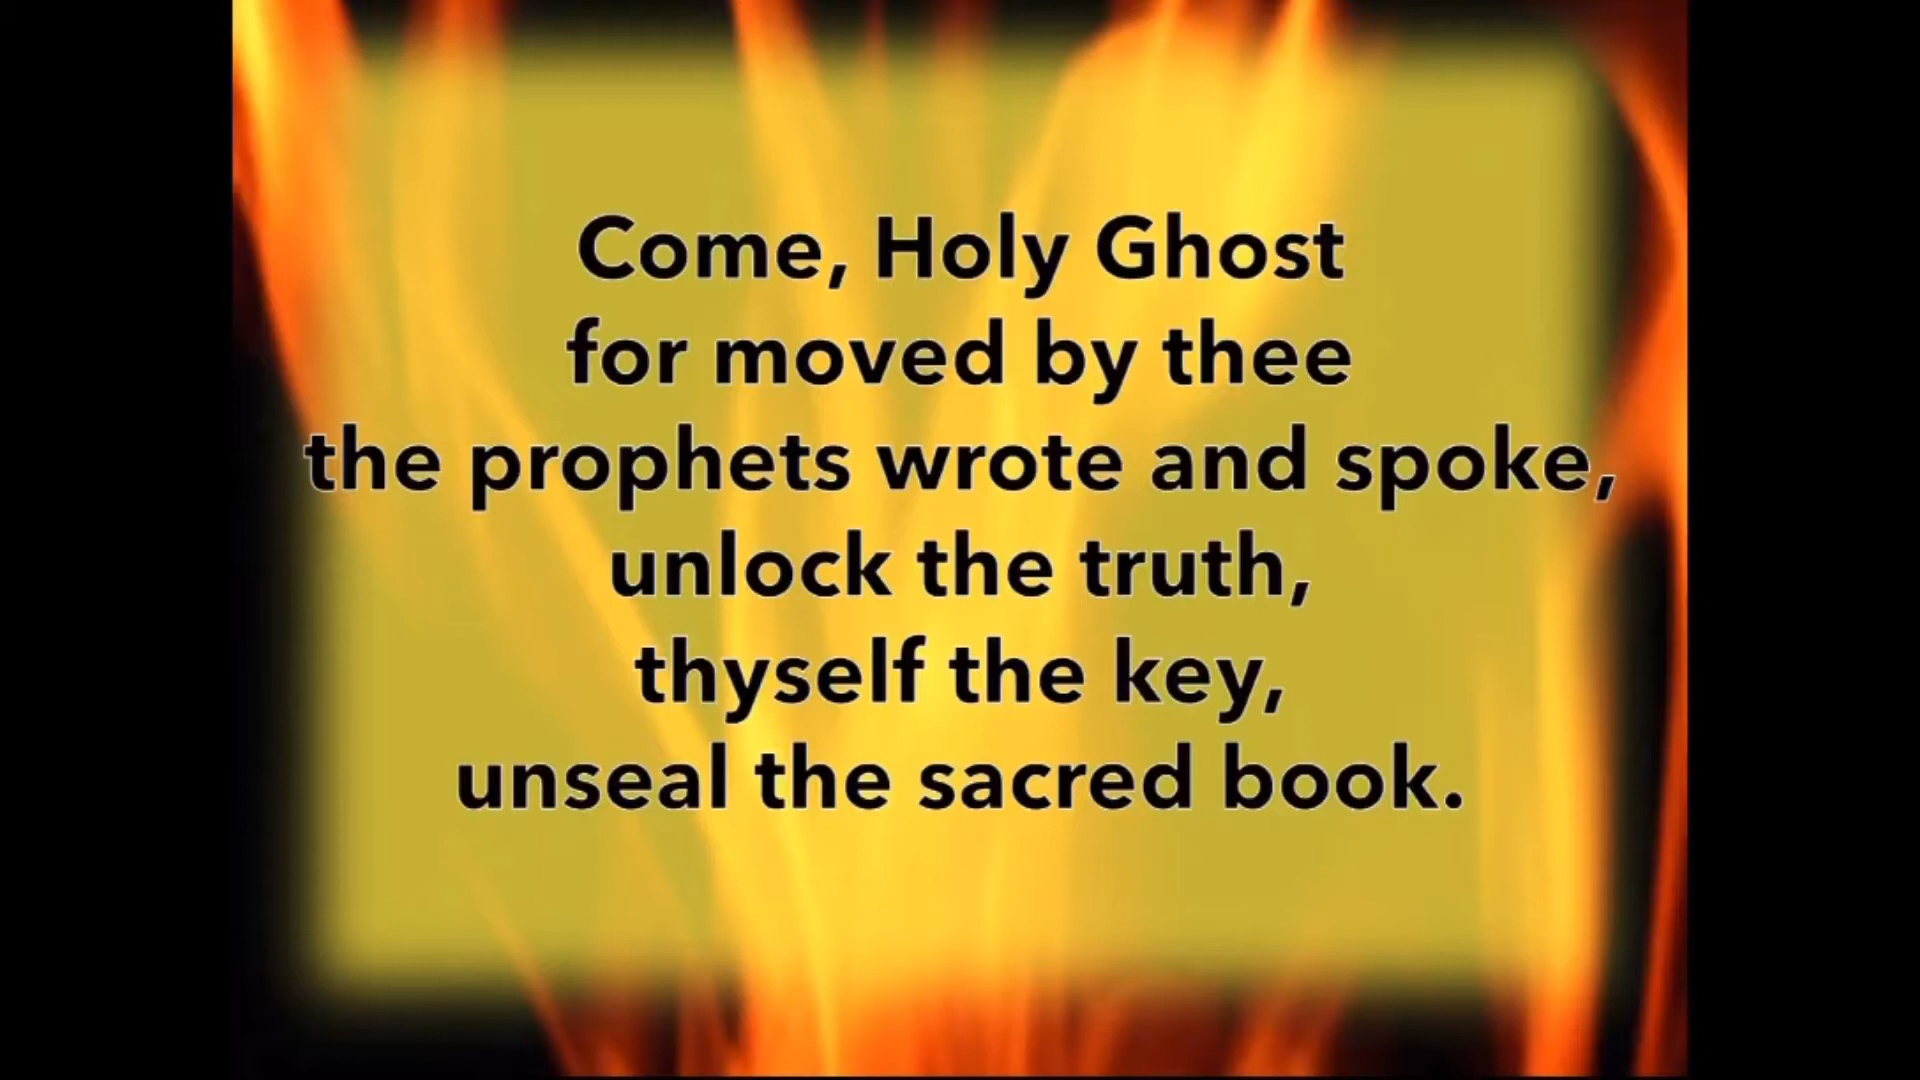 Come, Holy Ghost
for moved by thee
the prophets wrote and spoke,
unlock the truth,
thyself the key,
unseal the sacred book.